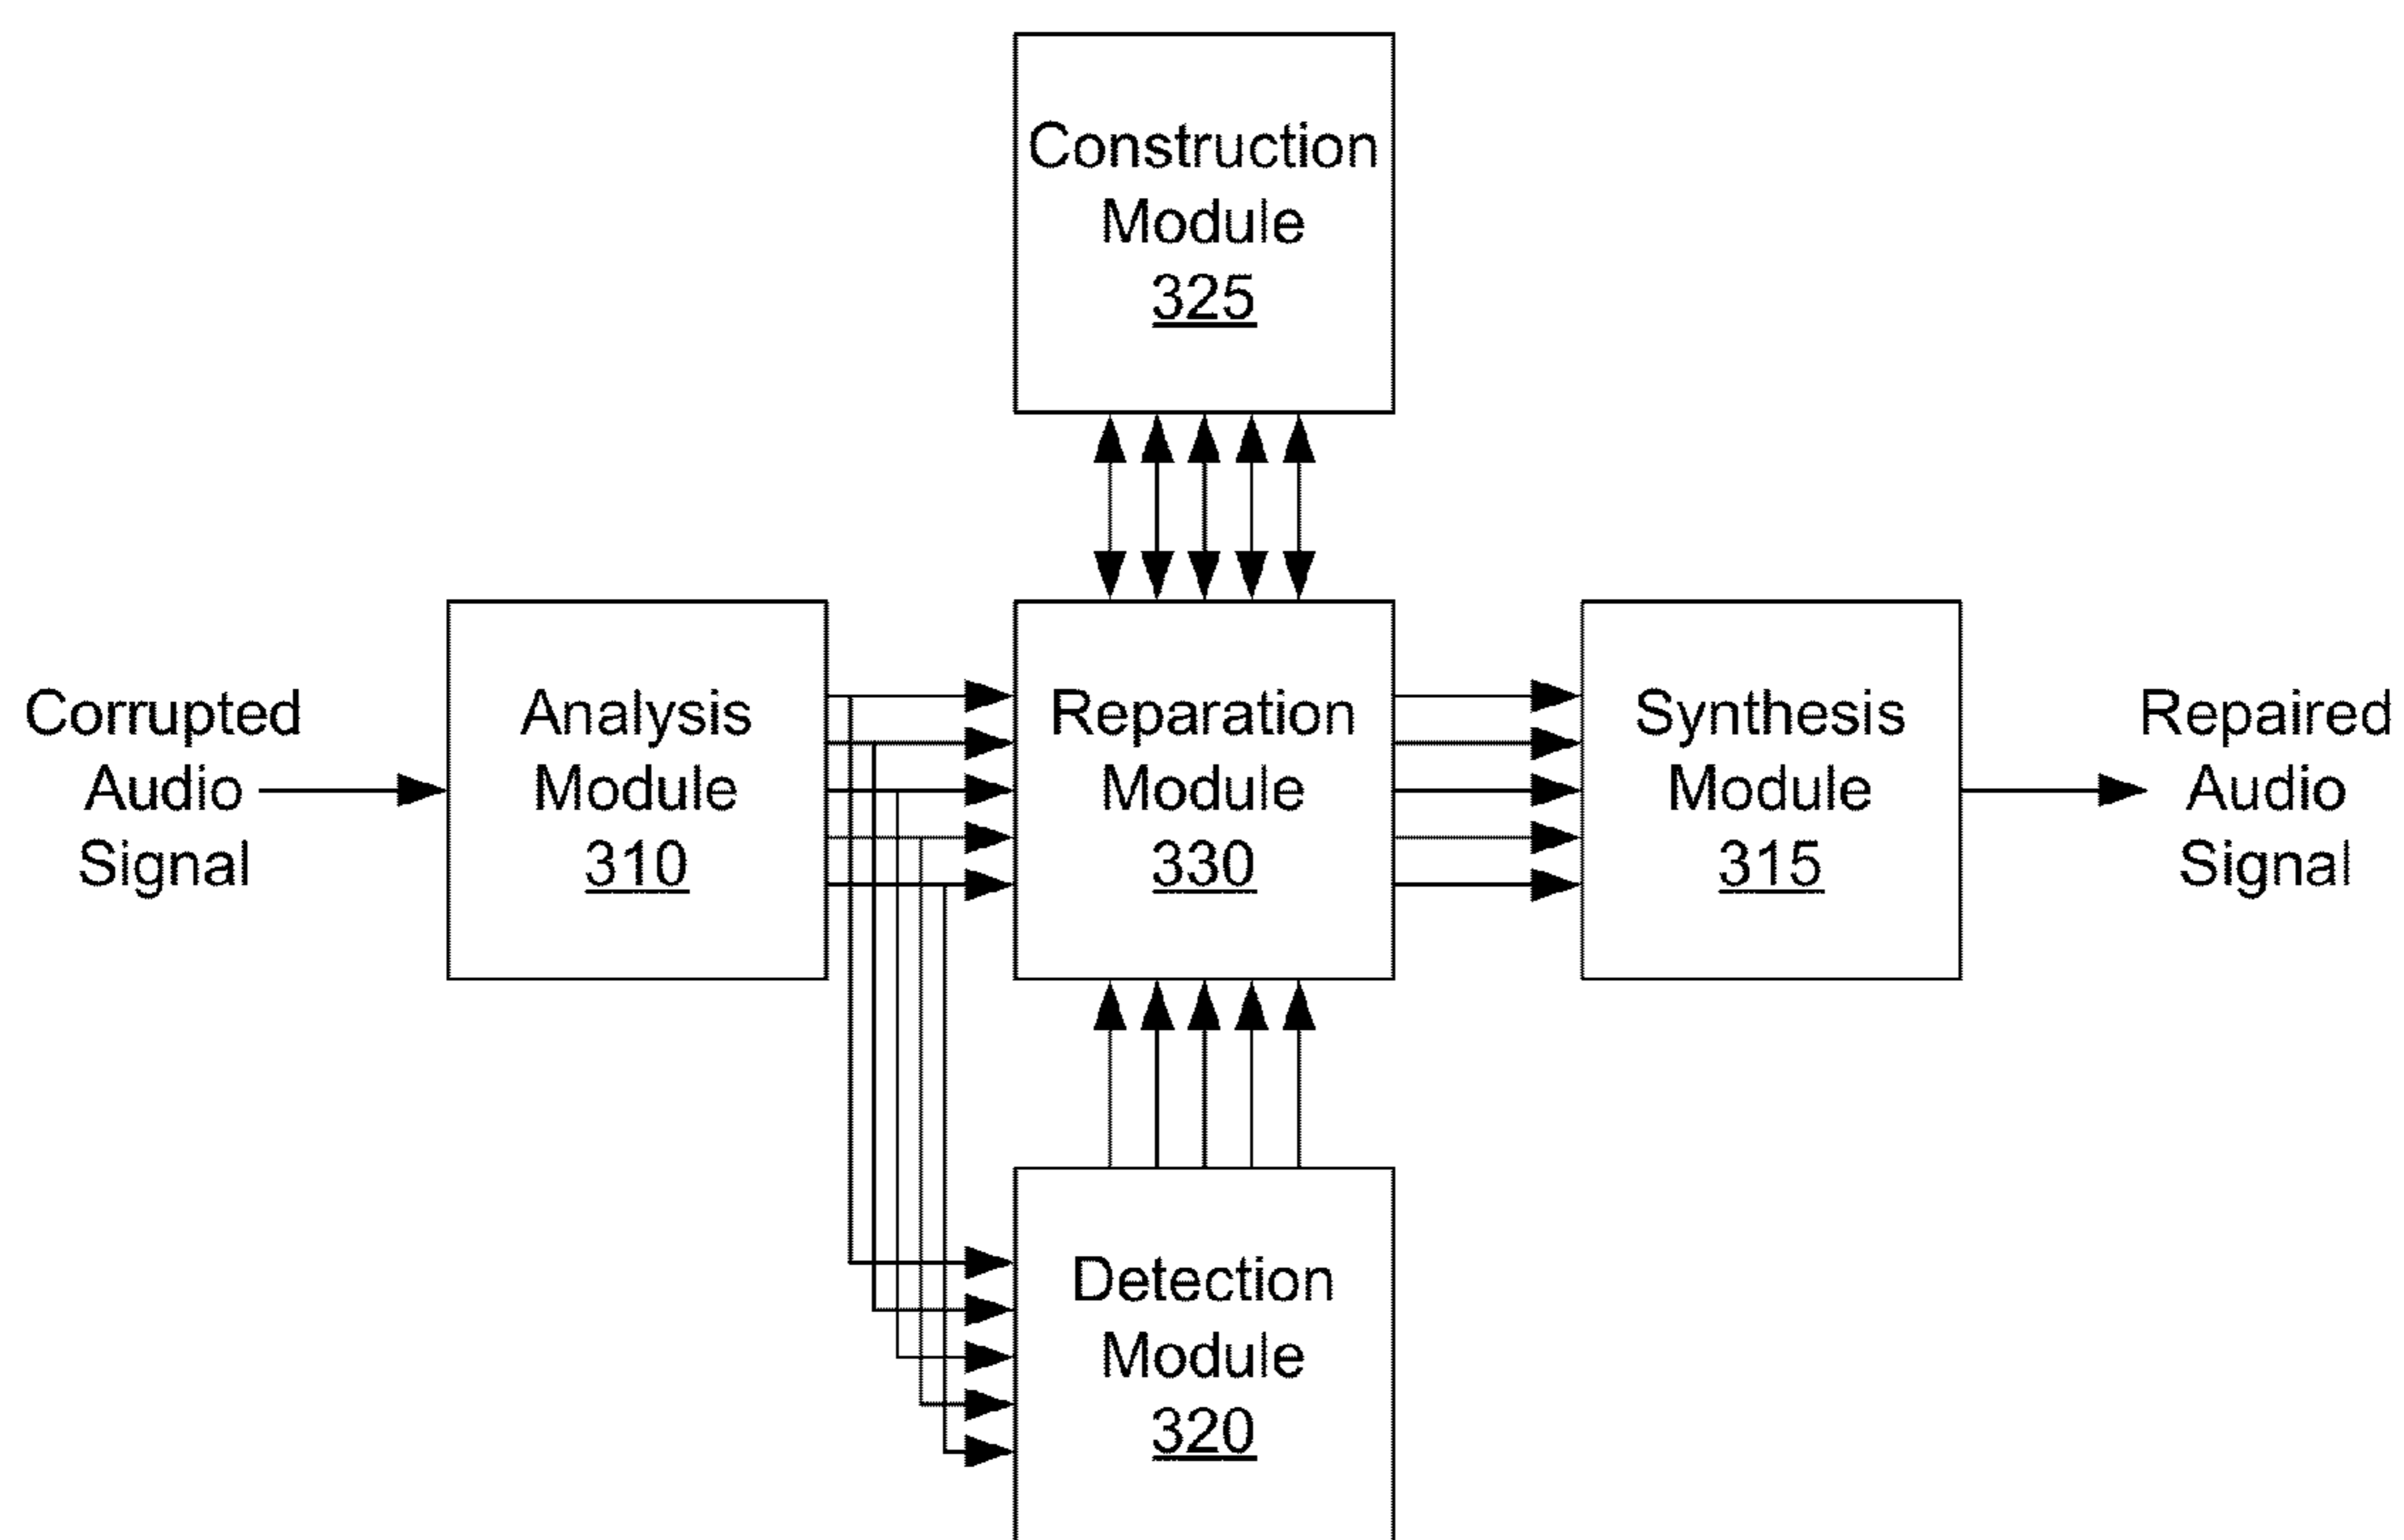 Construction
Module
325
Corrupted
Audio
Signal
Analysis
Module
310
Reparation
Module
330
Synthesis
Module
315
Repaired
Audio
Signal
Detection
Module
320